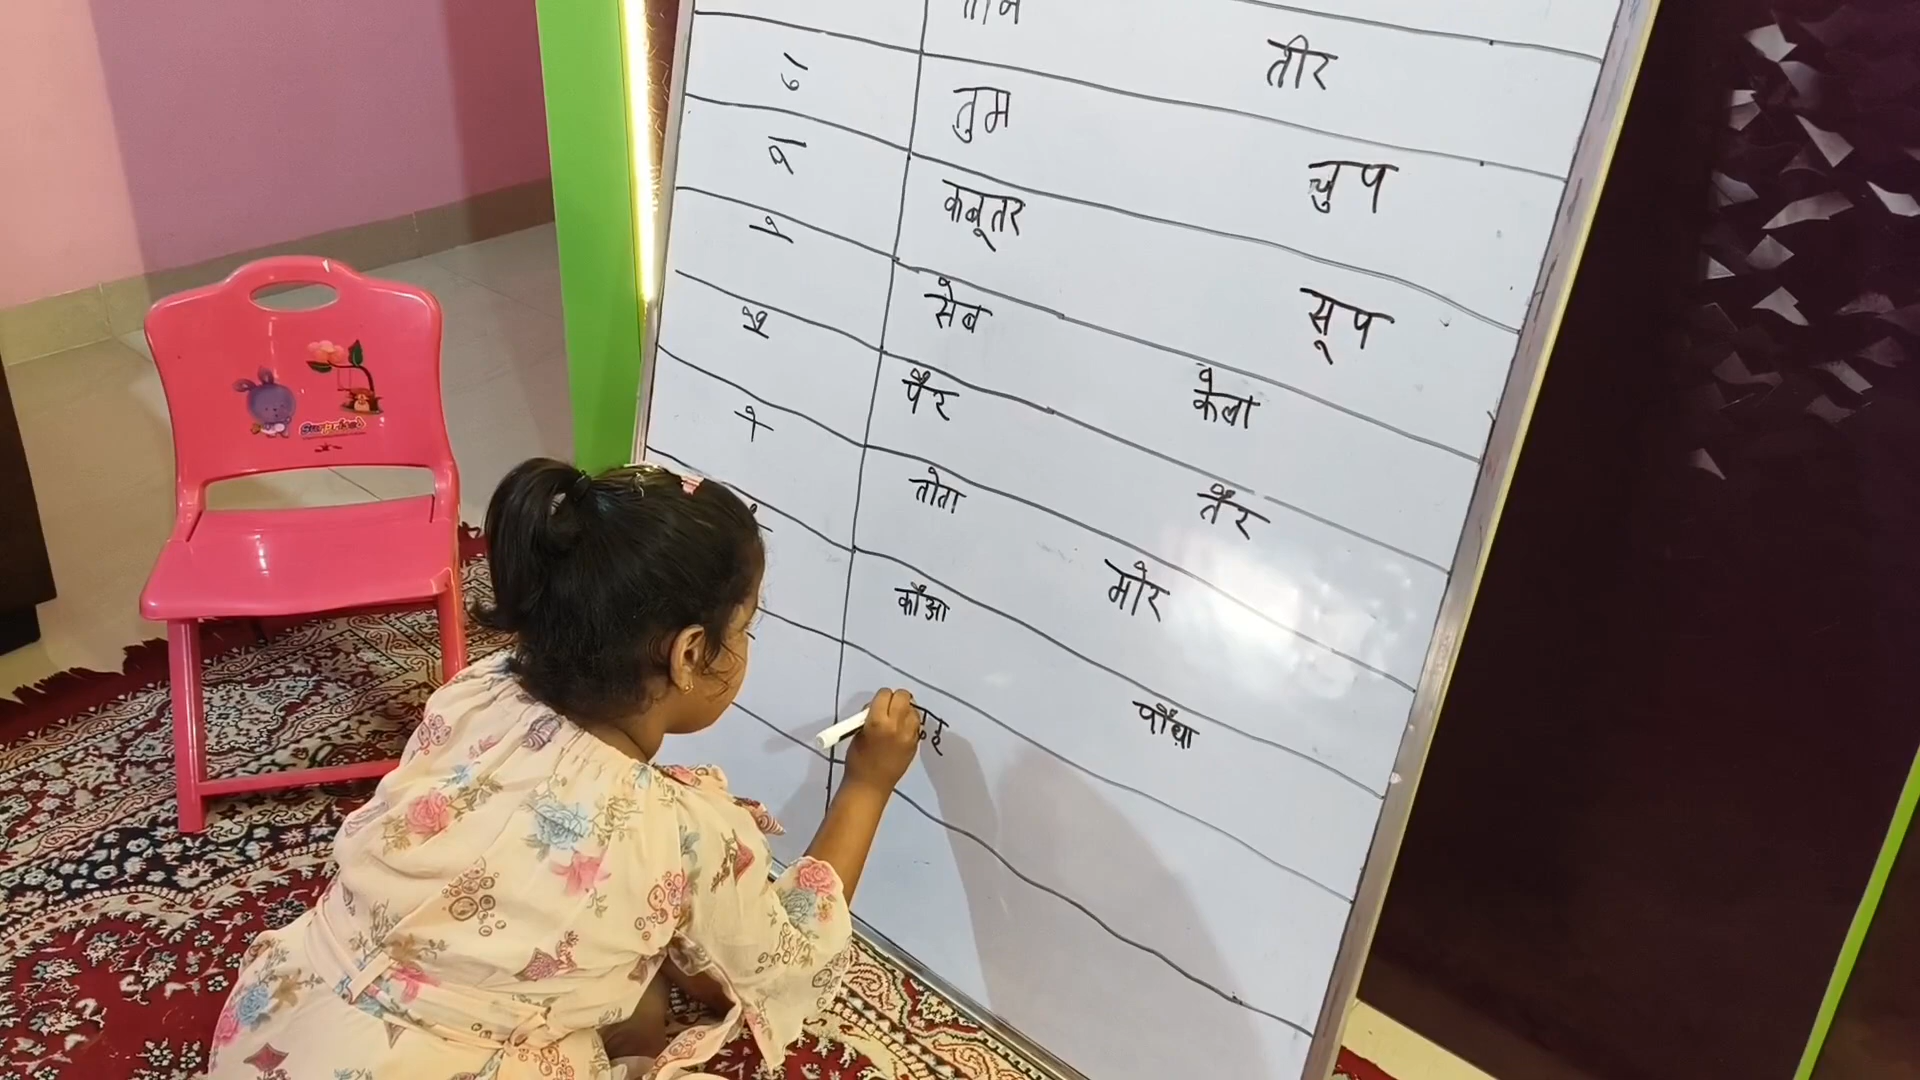 तीर
ु तुम चुप
ू कबूतर सूप
े सेब केला
ै पैर तैर
ो तोता मोर
कौआ पौधा